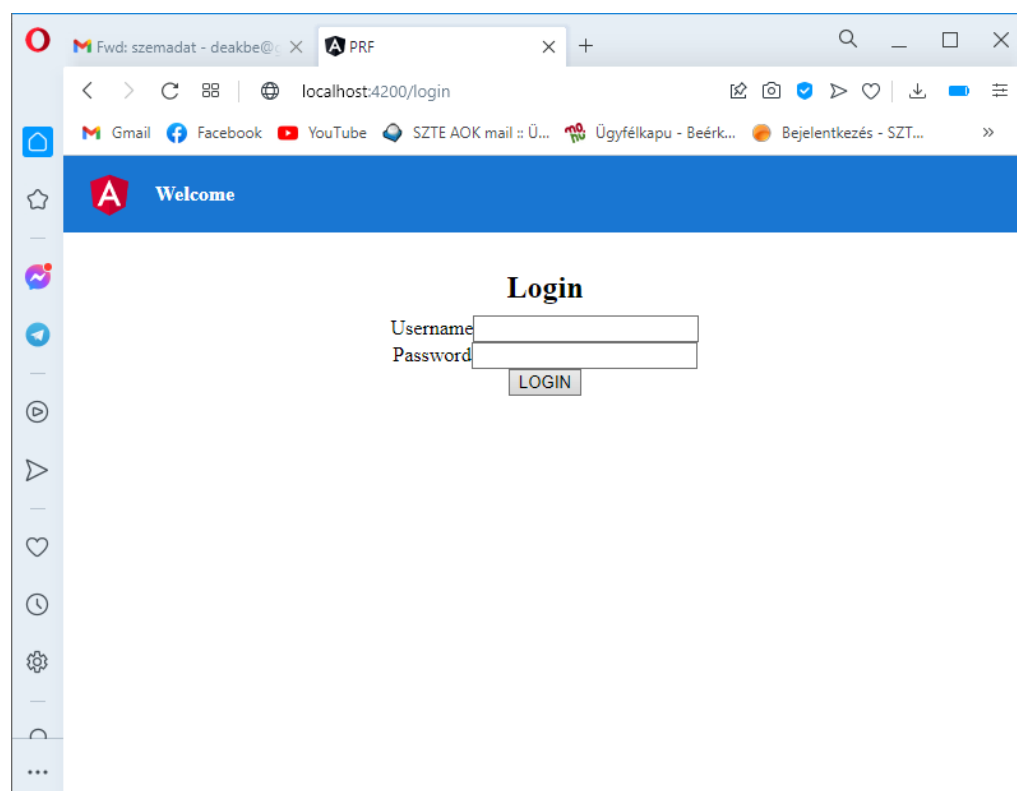 Fwd: szemadat - deakbe@g
PRF
localhost:4200/login
Gmail
Facebook
YouTube
SZTE AOK mail :: Ü...
Ügyfélkapu - Beérk...
Bejelentkezés - SZT...
Welcome
Login
Username
Password
LOGIN